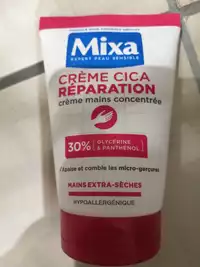 Mixa
EXPERT PEAU SENSIBLE
CRÈME CICA
RÉPARATION
crème mains concentrée
30% GLYCÉRINE
& PANTHÉNOL
Apaise et comble les micro-gerçures
MAINS EXTRA-SÈCHES
HYPOALLERGÉNIQUE